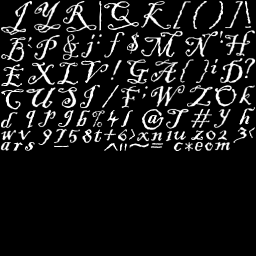 J Y R | Q K [ ( ) ] \
B · P & j : f $ M N " H
E X L V ! G A { } i D ?
C U S I / F ; W Z O k
d q p g b % 4 1 @ T # y h
w v 9 7 5 8 t + 6 > x n l u z o 2 3 <
a r s _ ^ " ~ = c * e o m